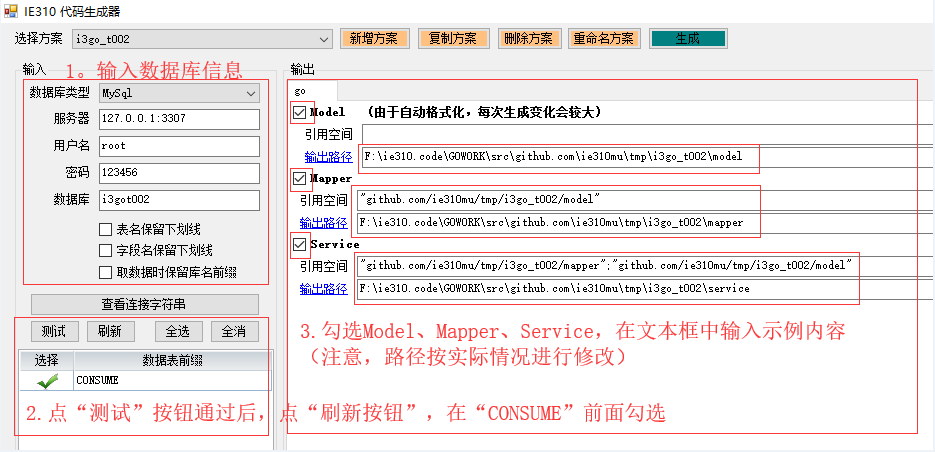 IE310 代码生成器
选择方案 i3go_t002 新增方案 复制方案 删除方案 重命名方案 生成
输入
1。输入数据库信息
数据库类型 MySql
服务器 127.0.0.1:3307
用户名 root
密码 123456
数据库 i3got002
表名保留下划线
字段名保留下划线
取数据时保留库名前缀
查看连接字符串
测试 刷新 全选 全消
选择 数据表前缀
CONSUME
2.点“测试”按钮通过后，点“刷新按钮”，在“CONSUME”前面勾选
输出
go
Model （由于自动格式化，每次生成变化会较大）
引用空间
输出路径 F:\ie310.code\GOWORK\src\github.com\ie310mu\tmp\i3go_t002\model
Mapper
引用空间 "github.com/ie310mu/tmp/i3go_t002/model"
输出路径 F:\ie310.code\GOWORK\src\github.com\ie310mu\tmp\i3go_t002\mapper
Service
引用空间 "github.com/ie310mu/tmp/i3go_t002/mapper";"github.com/ie310mu/tmp/i3go_t002/model"
输出路径 F:\ie310.code\GOWORK\src\github.com\ie310mu\tmp\i3go_t002\service
3.勾选Model、Mapper、Service，在文本框中输入示例内容
（注意，路径按实际情况进行修改）